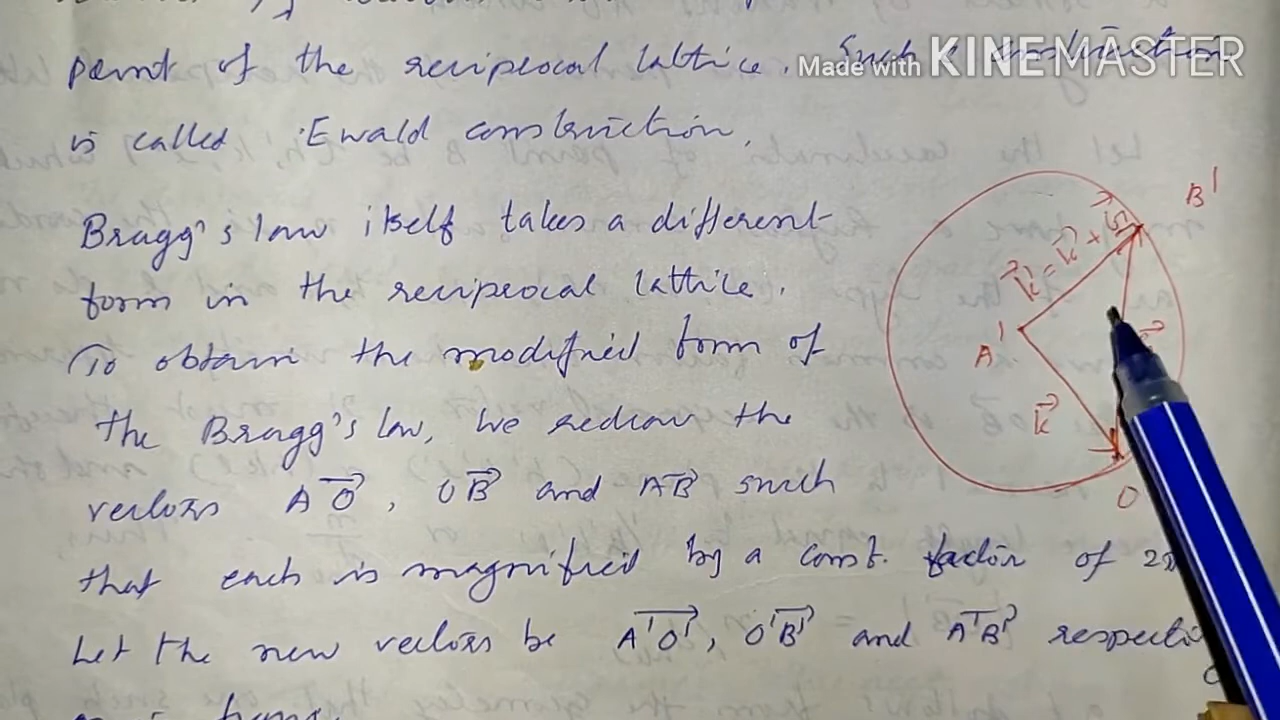 point of the reciprocal lattice. Such a construction
Made with KINEMASTER
is called Ewald construction.
Bragg's law itself takes a different
form in the reciprocal lattice.
To obtain the modified form of
the Bragg's law, we redraw the
vectors AO, OB and AB such
that each is magnified by a const. factor of 2π
Let the new vectors be A'O', O'B' and A'B'
B'
k' = k + G
A'
k
O